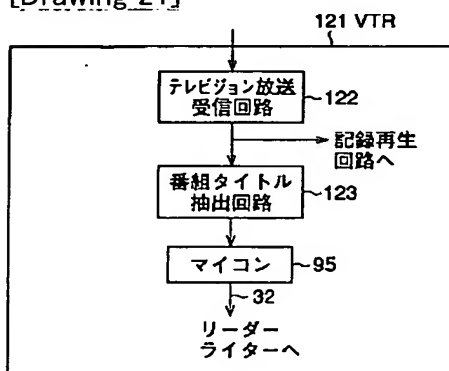 [Drawing 21]
121 VTR
テレビジョン放送
受信回路
122
記録再生
回路へ
番組タイトル
抽出回路
123
マイコン
95
32
リーダー
ライターへ